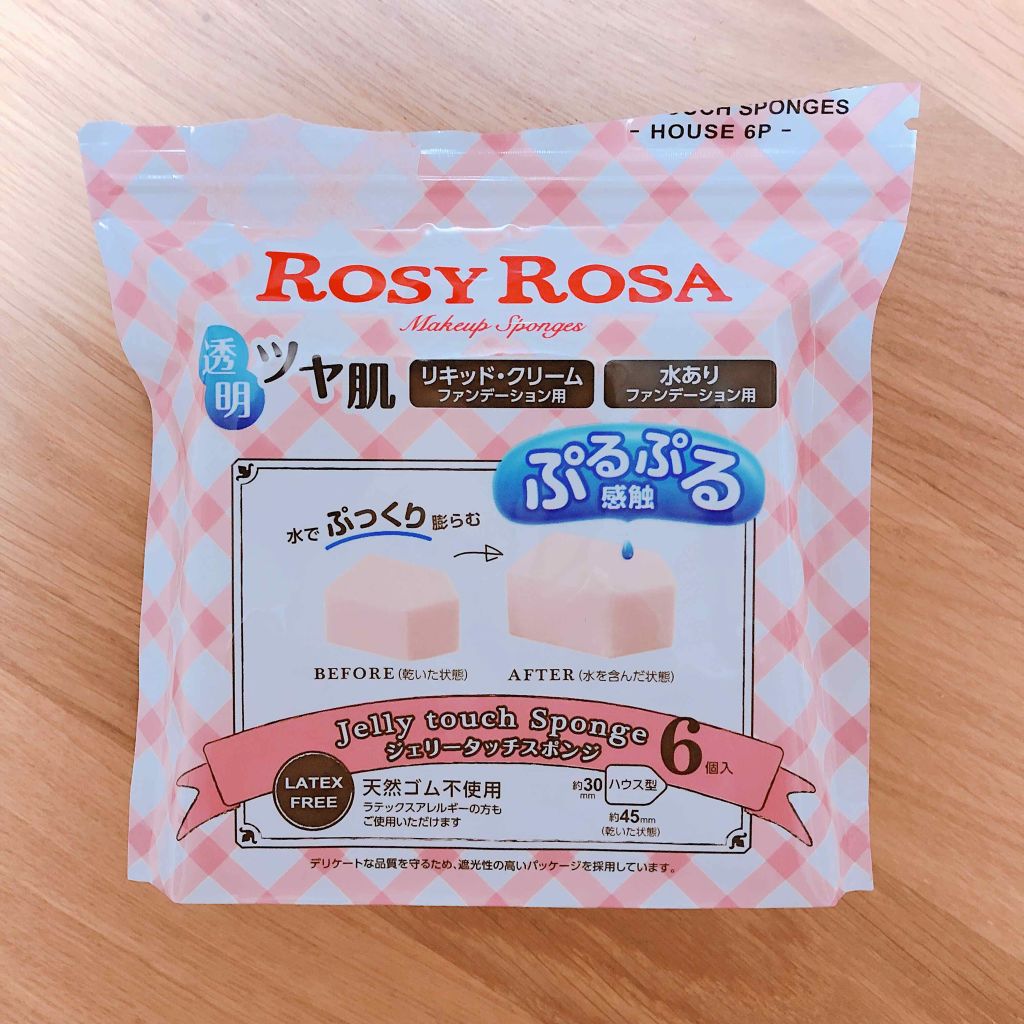 TOUCH SPONGES
- HOUSE 6P -
ROSY ROSA
Makeup Sponges
透明ツヤ肌
リキッド・クリーム
ファンデーション用
水あり
ファンデーション用
ぷるぷる
感触
水でぷっくり膨らむ
BEFORE (乾いた状態)
AFTER (水を含んだ状態)
Jelly touch Sponge
ジェリータッチスポンジ
6個入
LATEX
FREE
天然ゴム不使用
ラテックスアレルギーの方も
ご使用いただけます
約30mm
ハウス型
約45mm
(乾いた状態)
デリケートな品質を守るため、遮光性の高いパッケージを採用しています。